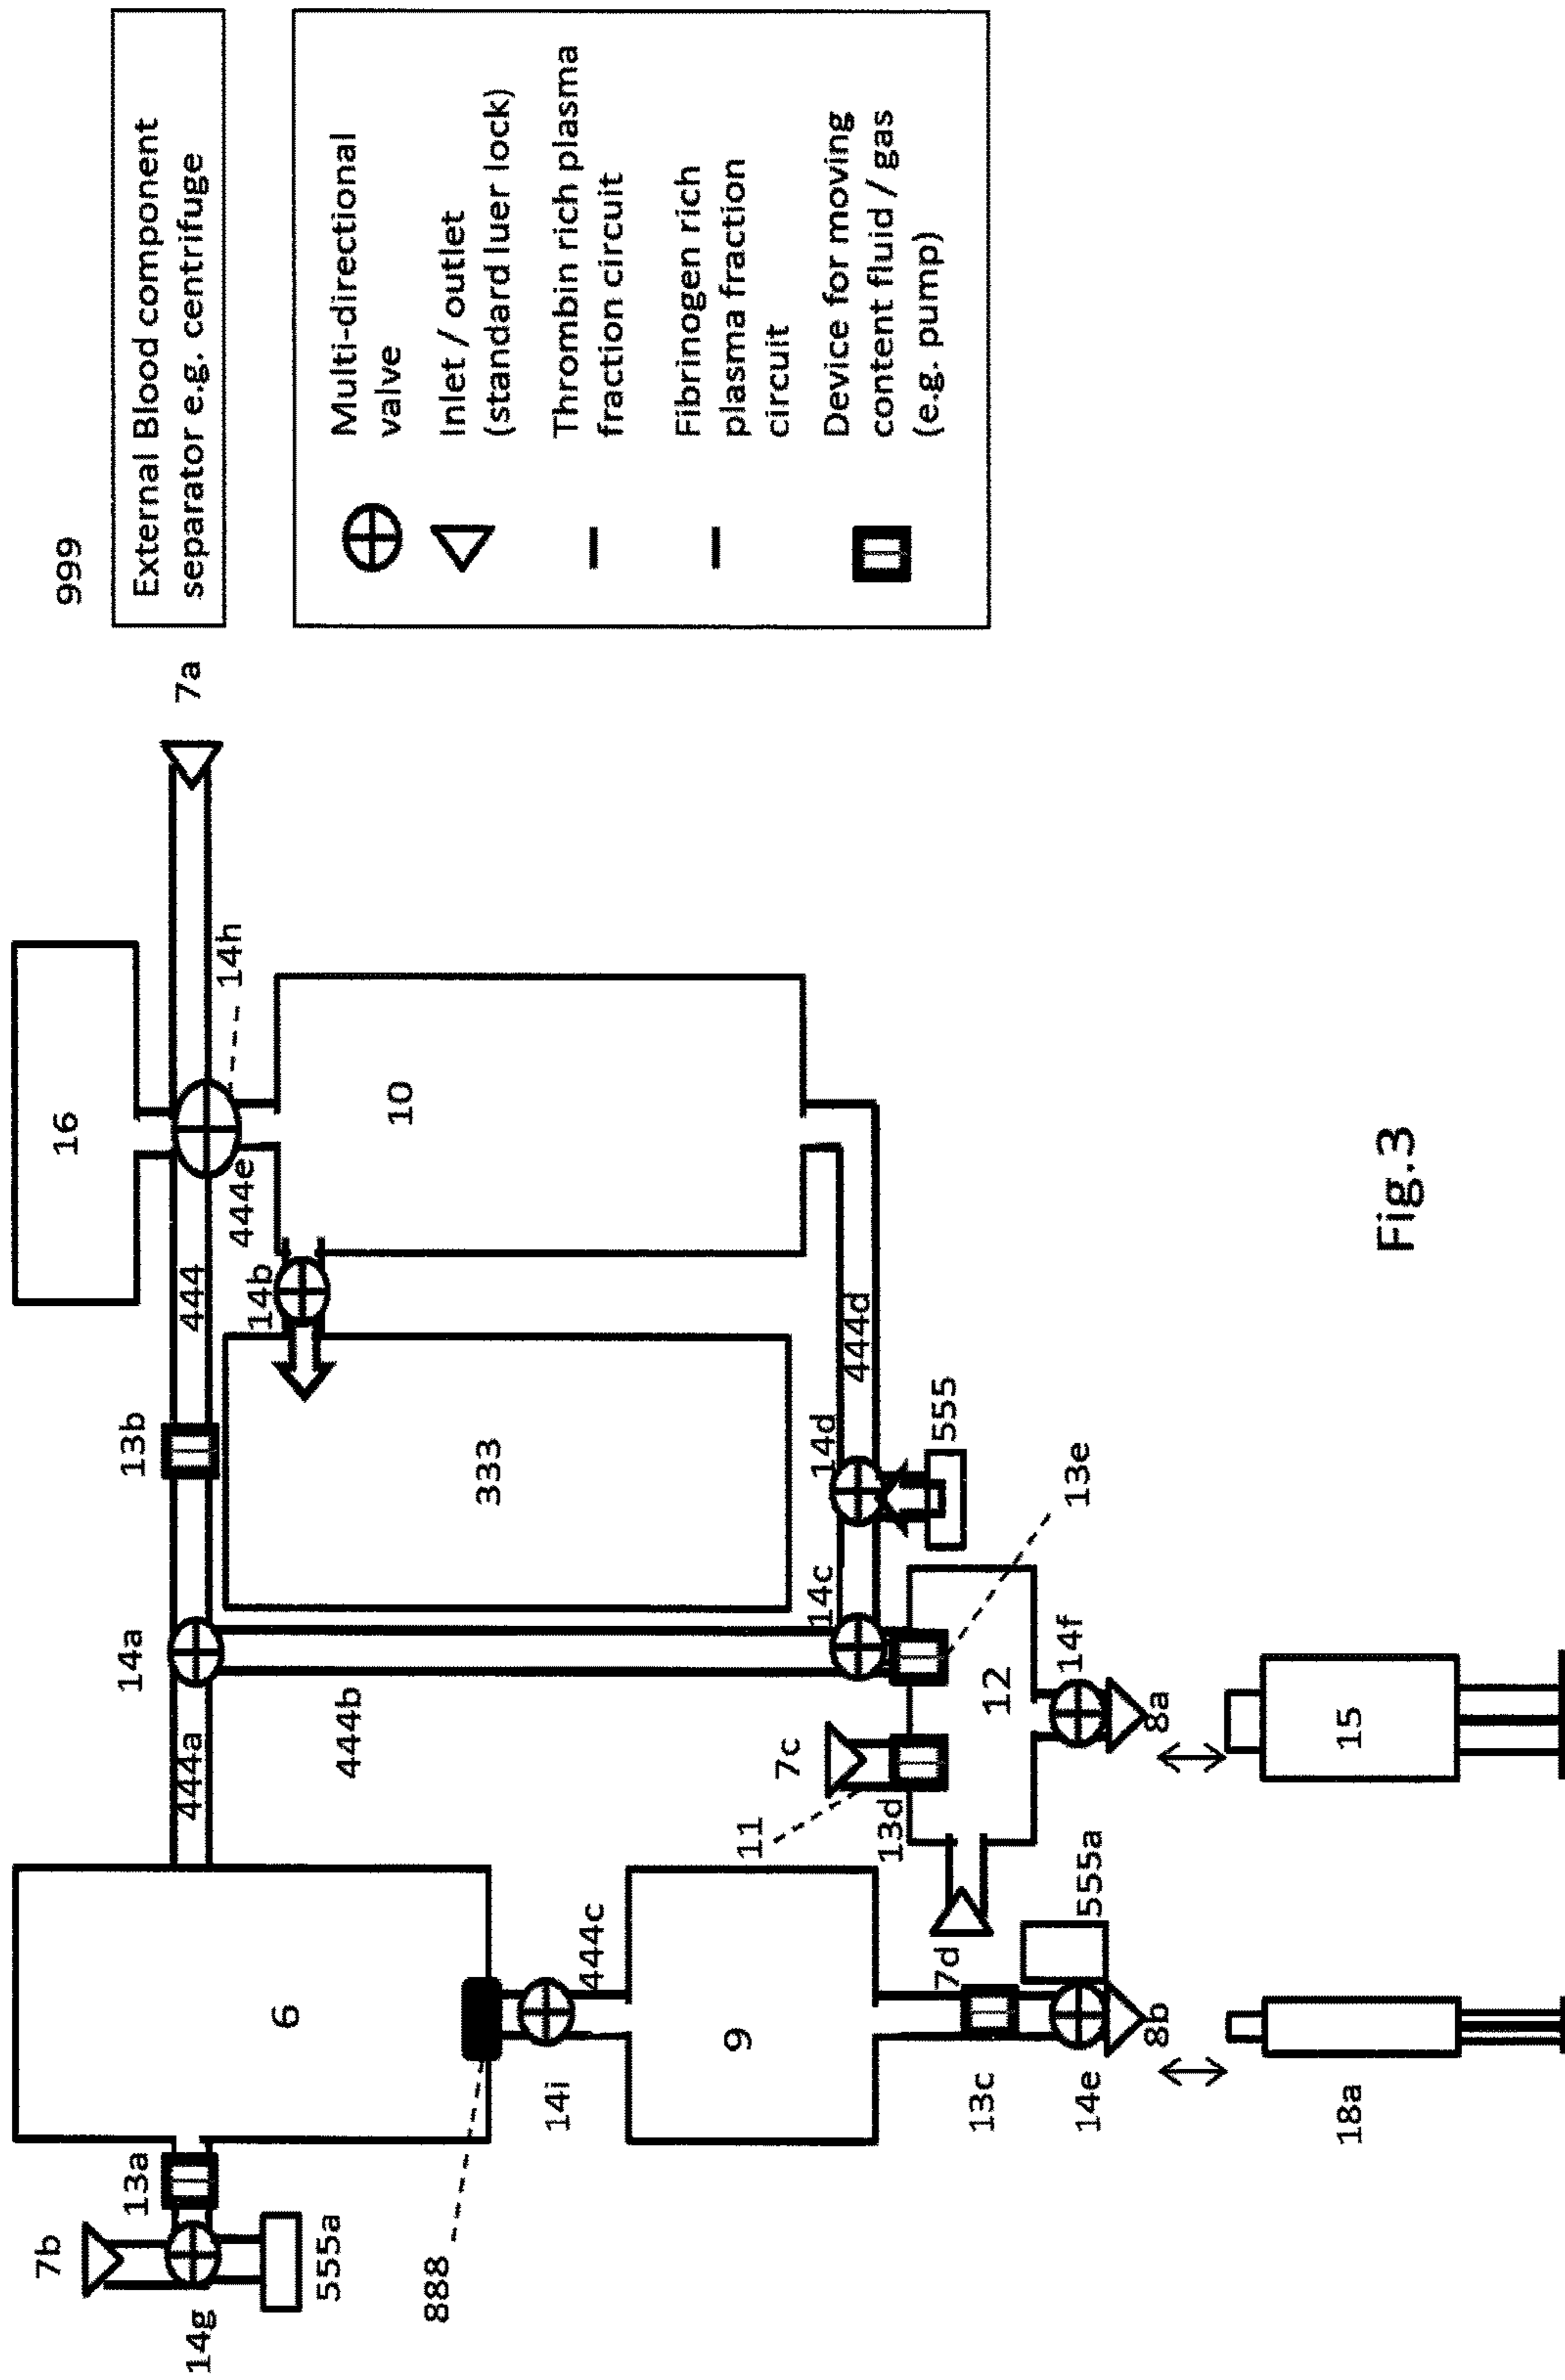 999
External Blood component
separator e.g. centrifuge
Multi-directional
valve
Inlet / outlet
(standard luer lock)
Thrombin rich plasma
fraction circuit
Fibrinogen rich
plasma fraction
circuit
Device for moving
content fluid / gas
(e.g. pump)
7b
14g
555a
13a
6
888
14i
444c
9
13c
14e
8b
18a
555a
7d
444a
14a
444b
11
7c
13d
12
14f
8a
15
13b
444
333
14c
14d
555
13e
444d
14b
444e
16
14h
10
7a
Fig.3